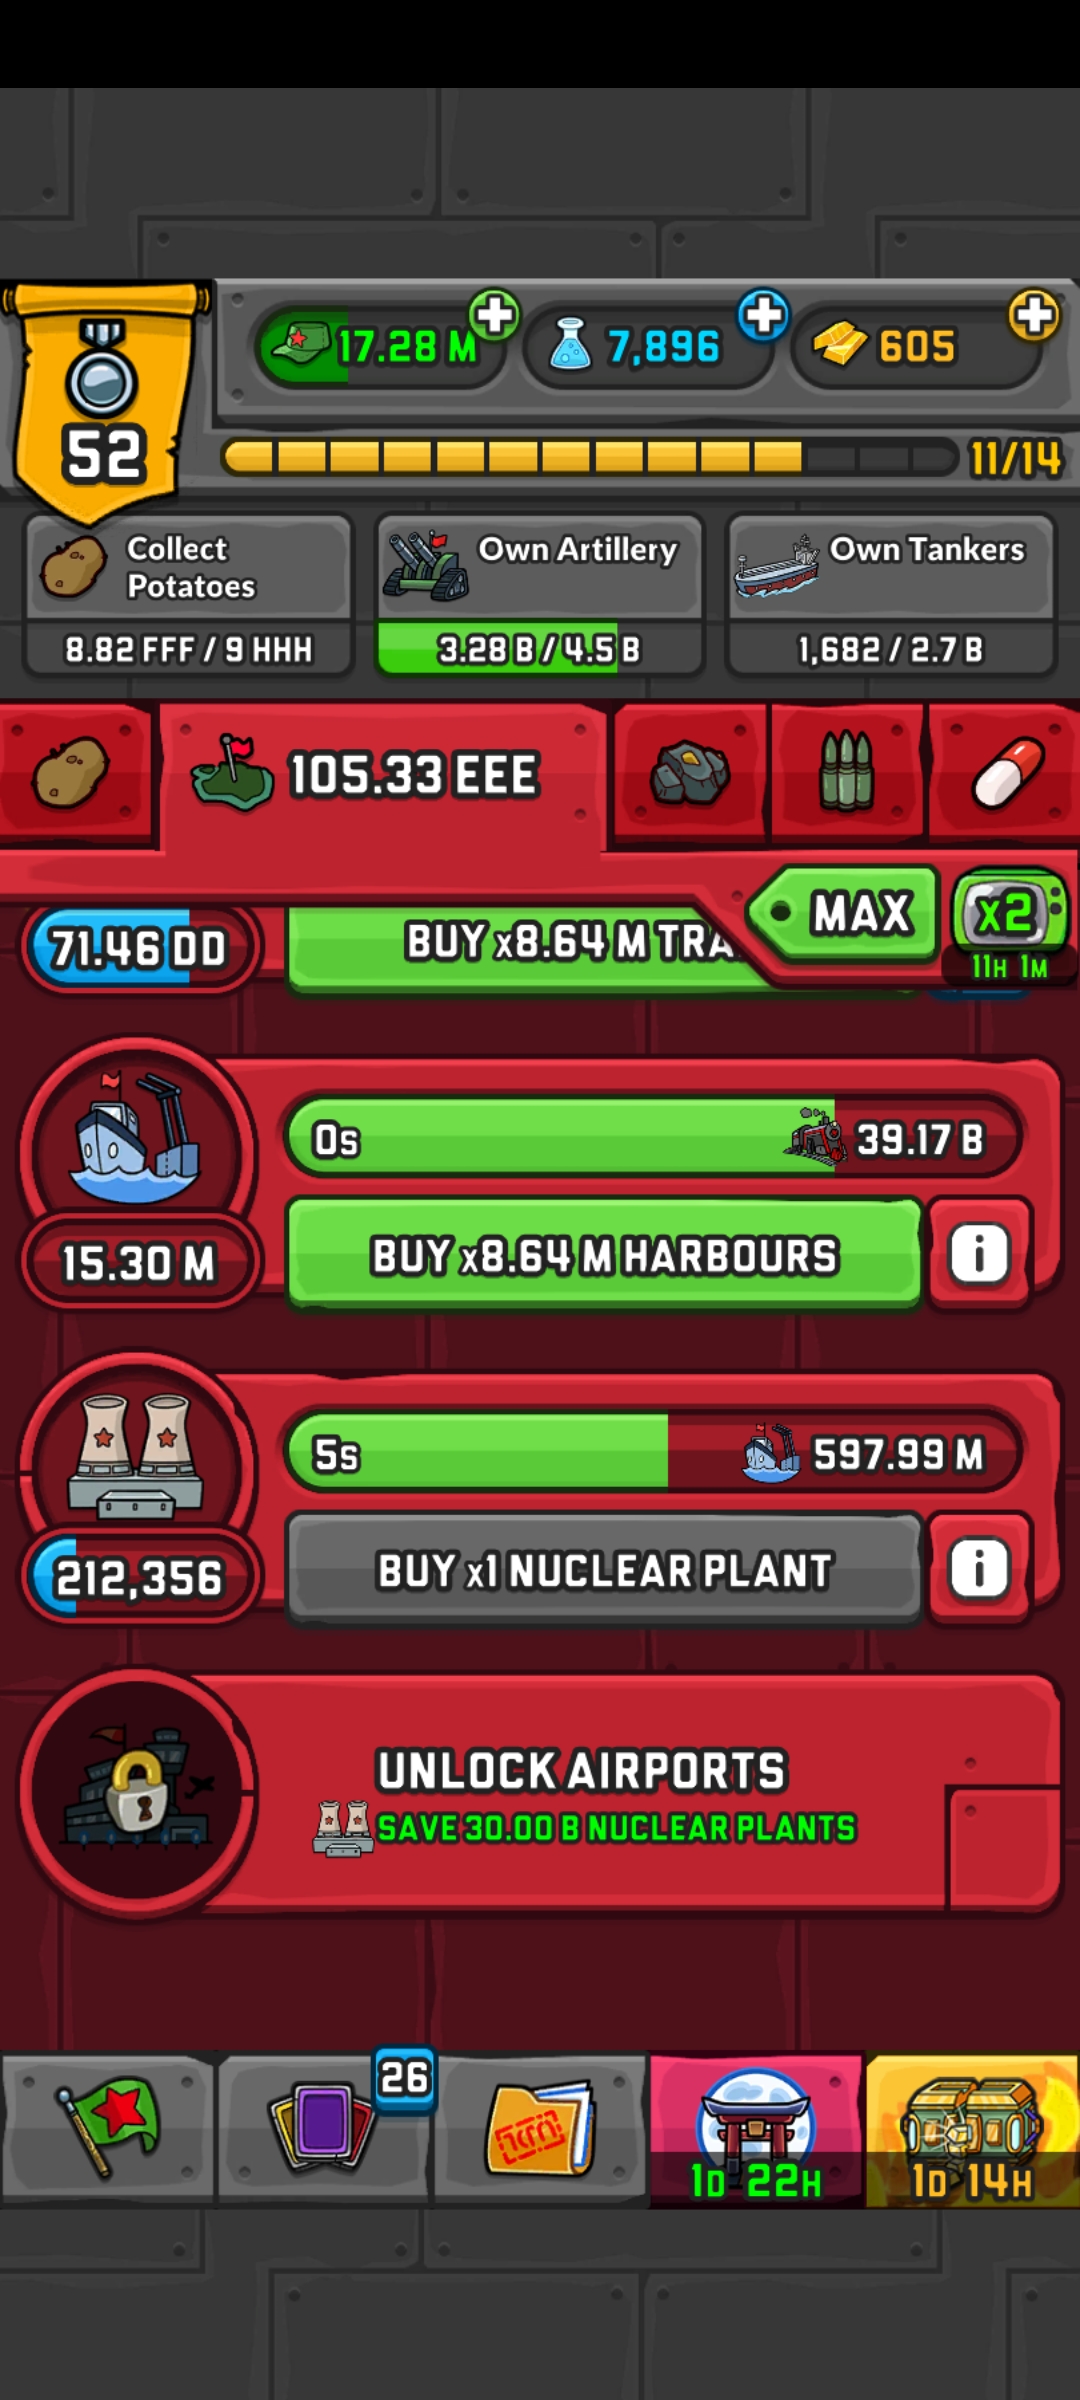 17.28 M
7,896
605
52
11/14
Collect
Potatoes
8.82 FFF / 9 HHH
Own Artillery
3.28 B / 4.5 B
Own Tankers
1,682 / 2.7 B
105.33 EEE
MAX
x2
11H 1M
71.46 DD
BUY x8.64 M TRA
0s
39.17 B
15.30 M
BUY x8.64 M HARBOURS
i
5s
597.99 M
212,356
BUY x1 NUCLEAR PLANT
i
UNLOCK AIRPORTS
SAVE 30.00 B NUCLEAR PLANTS
26
1D 22H
1D 14H